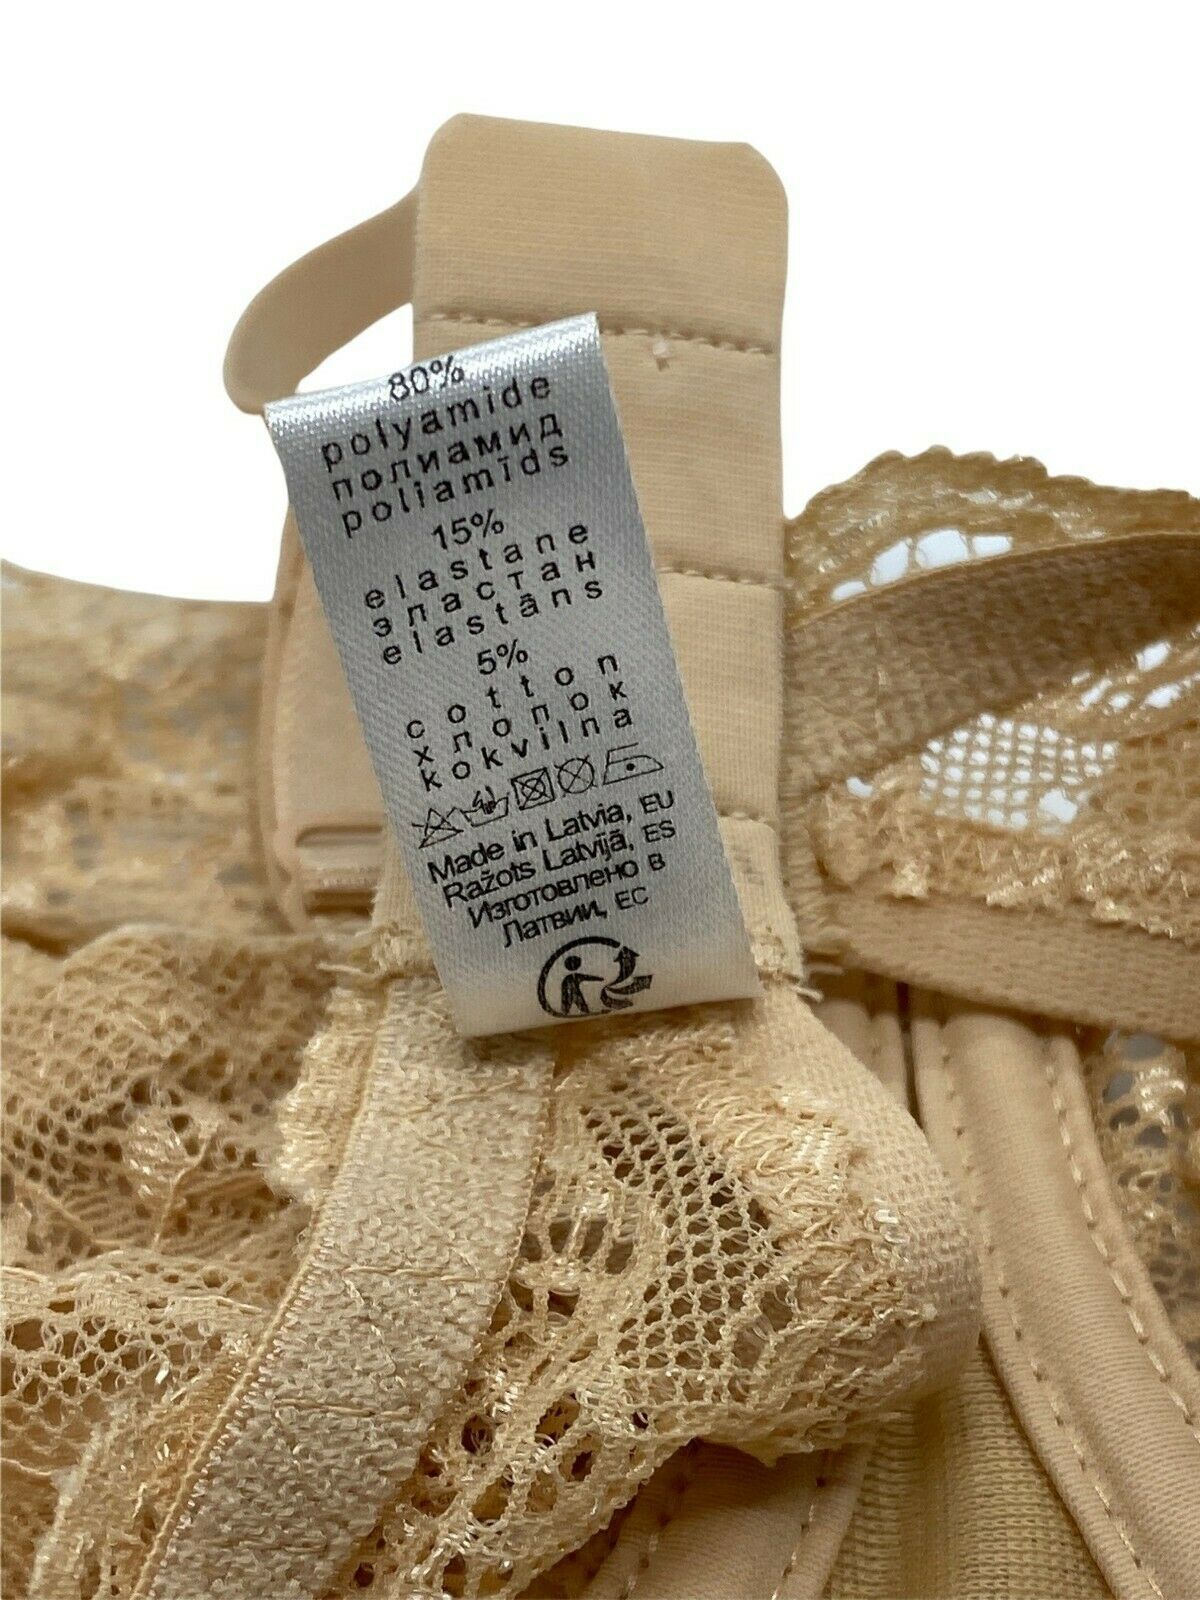 80%
polyamide
полиамид
poliamīds
15%
elastane
эластан
elastāns
5%
cotton
хлопок
kokvilna
Made in Latvia, EU
Ražots Latvijā, ES
Изготовлено в
Латвии, ЕС